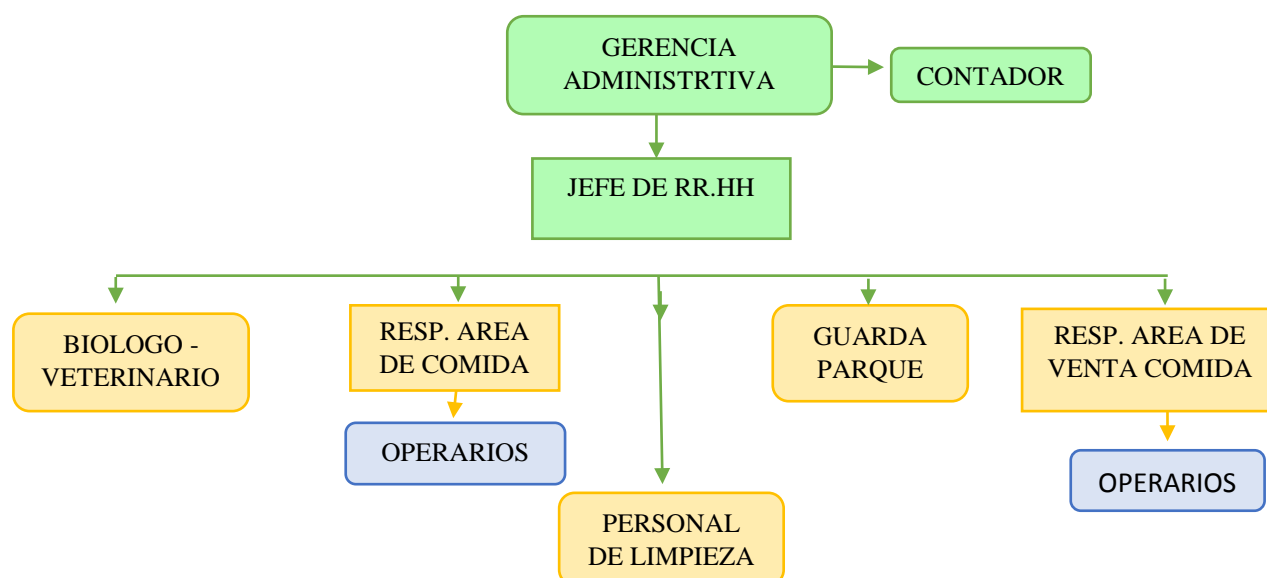 GERENCIA
ADMINISTRTIVA
CONTADOR
JEFE DE RR.HH
BIOLOGO -
VETERINARIO
RESP. AREA
DE COMIDA
GUARDA
PARQUE
RESP. AREA DE
VENTA COMIDA
OPERARIOS
OPERARIOS
PERSONAL
DE LIMPIEZA